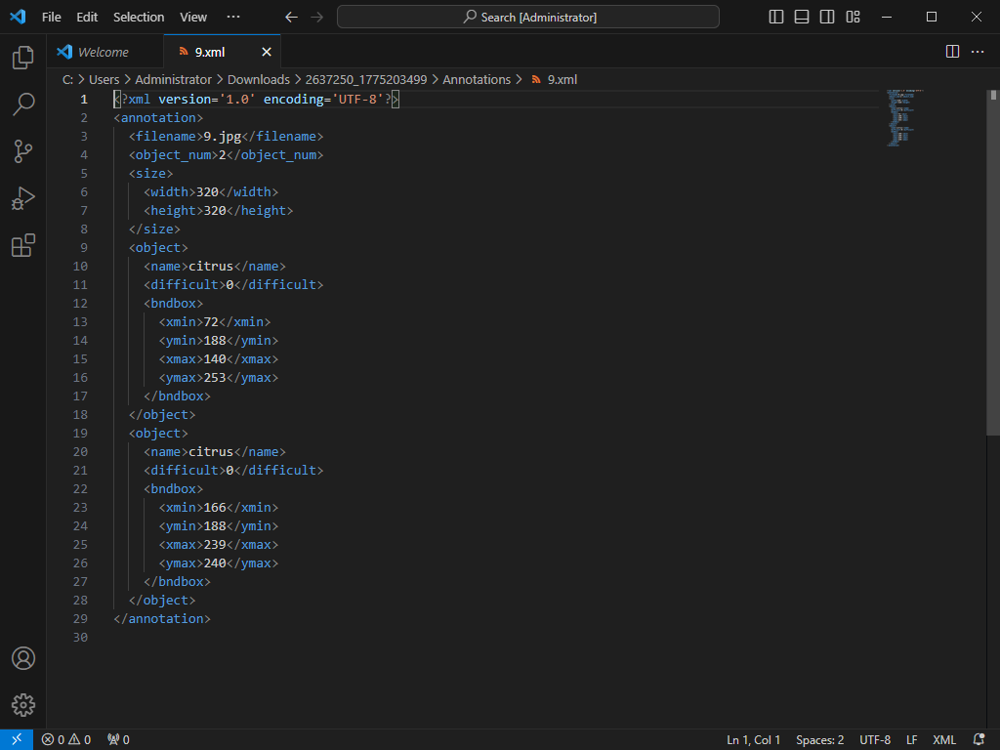 File Edit Selection View ··· Search [Administrator]
Welcome 9.xml
C: > Users > Administrator > Downloads > 2637250_1775203499 > Annotations > 9.xml
1 <?xml version='1.0' encoding='UTF-8'?>
2 <annotation>
3 <filename>9.jpg</filename>
4 <object_num>2</object_num>
5 <size>
6 <width>320</width>
7 <height>320</height>
8 </size>
9 <object>
10 <name>citrus</name>
11 <difficult>0</difficult>
12 <bndbox>
13 <xmin>72</xmin>
14 <ymin>188</ymin>
15 <xmax>140</xmax>
16 <ymax>253</ymax>
17 </bndbox>
18 </object>
19 <object>
20 <name>citrus</name>
21 <difficult>0</difficult>
22 <bndbox>
23 <xmin>166</xmin>
24 <ymin>188</ymin>
25 <xmax>239</xmax>
26 <ymax>240</ymax>
27 </bndbox>
28 </object>
29 </annotation>
30
0 0 0 Ln 1, Col 1 Spaces: 2 UTF-8 LF XML